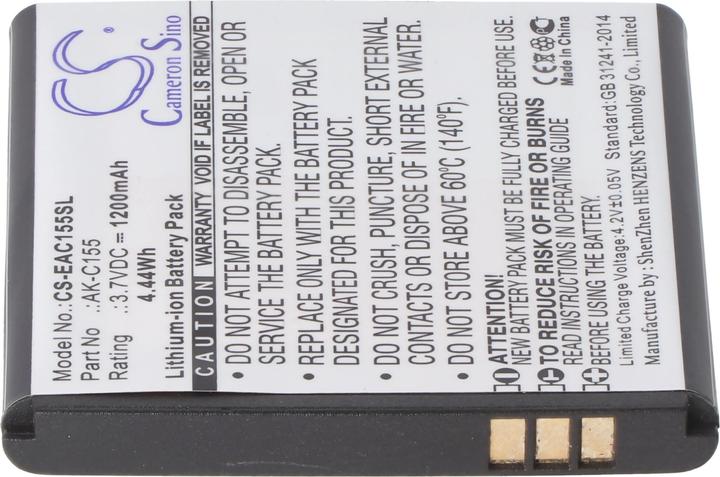 CS
Cameron Sino
Model No.:CS-EAC155SL
Part No .:AK-C155
Rating .:3.7VDC⎓1200mAh
4.44Wh
Lithium-ion Battery Pack
CAUTION WARRANTY VOID IF LABEL IS REMOVED
• DO NOT ATTEMPT TO DISASSEMBLE, OPEN OR
SERVICE THE BATTERY PACK.
• REPLACE ONLY WITH THE BATTERY PACK
DESIGNATED FOR THIS PRODUCT.
• DO NOT CRUSH, PUNCTURE, SHORT EXTERNAL
CONTACTS OR DISPOSE OF IN FIRE OR WATER.
• DO NOT STORE ABOVE 60°C (140°F).
ATTENTION!
NEW BATTERY MUST BE FULLY CHARGED BEFORE USE.
TO REDUCE RISK OF FIRE OR BURNS
READ INSTRUCTIONS IN OPERATING GUIDE
Limited Charge Voltage:4.2V±0.05V Standard:GB 31241-2014
Manufacture by:ShenZhen HENZENS Technology Co., Limited
CE
Made in China